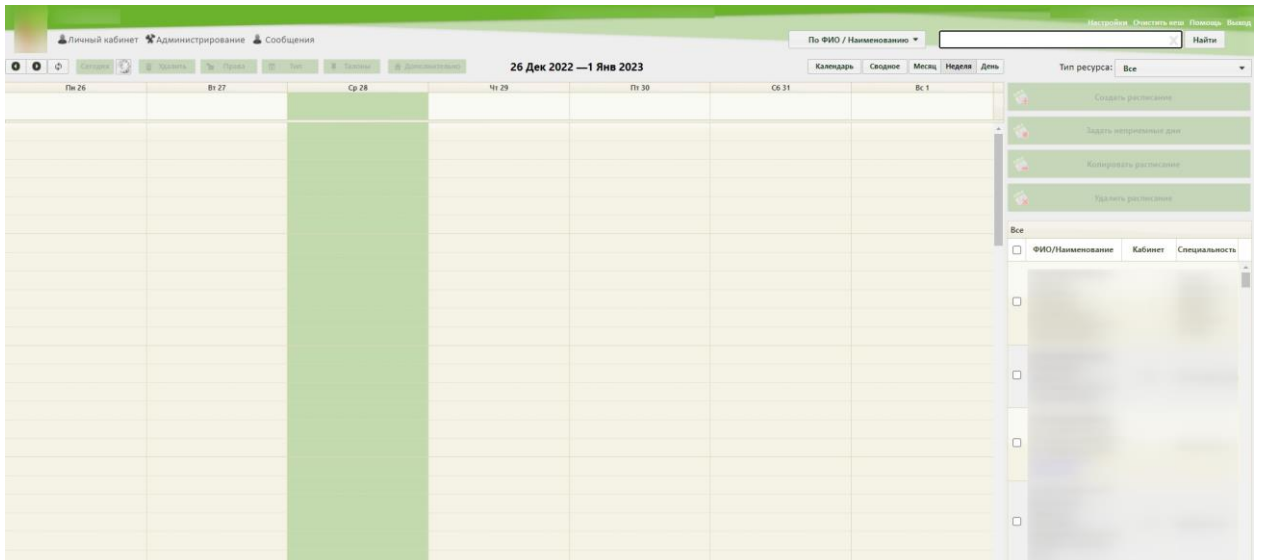 Настройки Очистить кеш Помощь Выход
Личный кабинет Администрирование Сообщения
По ФИО / Наименованию Найти
Сегодня Удалить Права Тип Талоны Дополнительно
26 Дек 2022 —1 Янв 2023
Календарь Сводное Месяц Неделя День
Тип ресурса: Все
Пн 26 Вт 27 Ср 28 Чт 29 Пт 30 Сб 31 Вс 1
Создать расписание
Задать неприемные дни
Копировать расписание
Удалить расписание
Все
ФИО/Наименование Кабинет Специальность